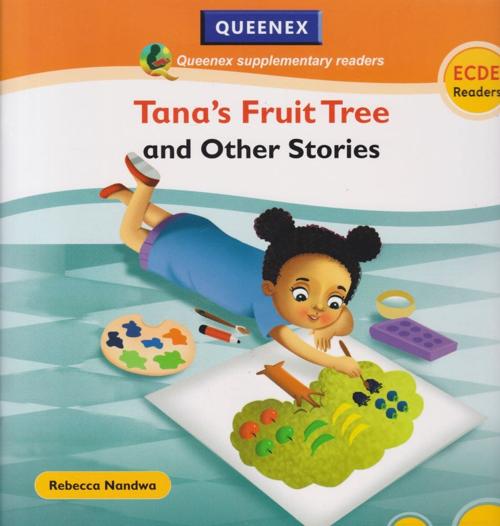 QUEENEX
Queenex supplementary readers
ECDE
Readers
Tana's Fruit Tree
and Other Stories
Rebecca Nandwa